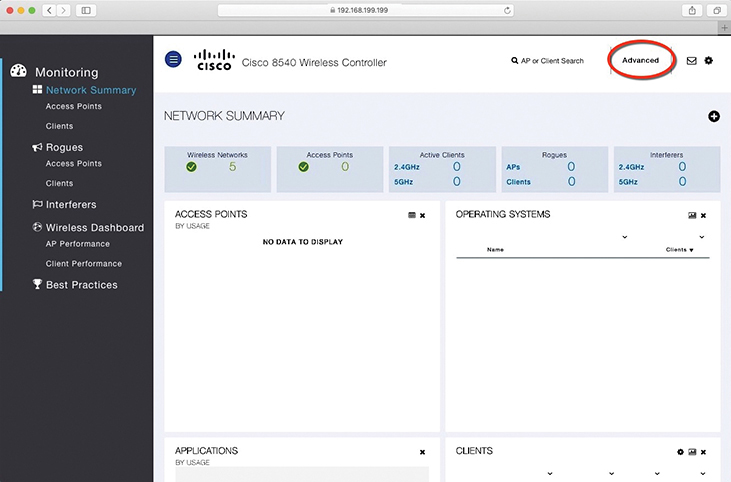 192.168.199.199
Monitoring
Network Summary
Access Points
Clients
Rogues
Access Points
Clients
Interferers
Wireless Dashboard
AP Performance
Client Performance
Best Practices
CISCO
Cisco 8540 Wireless Controller
AP or Client Search
Advanced
NETWORK SUMMARY
Wireless Networks
5
Access Points
0
Active Clients
2.4GHz 0
5GHz 0
Rogues
APs 0
Clients 0
Interferers
2.4GHz 0
5GHz 0
ACCESS POINTS
BY USAGE
NO DATA TO DISPLAY
OPERATING SYSTEMS
Name Clients
APPLICATIONS
BY USAGE
CLIENTS